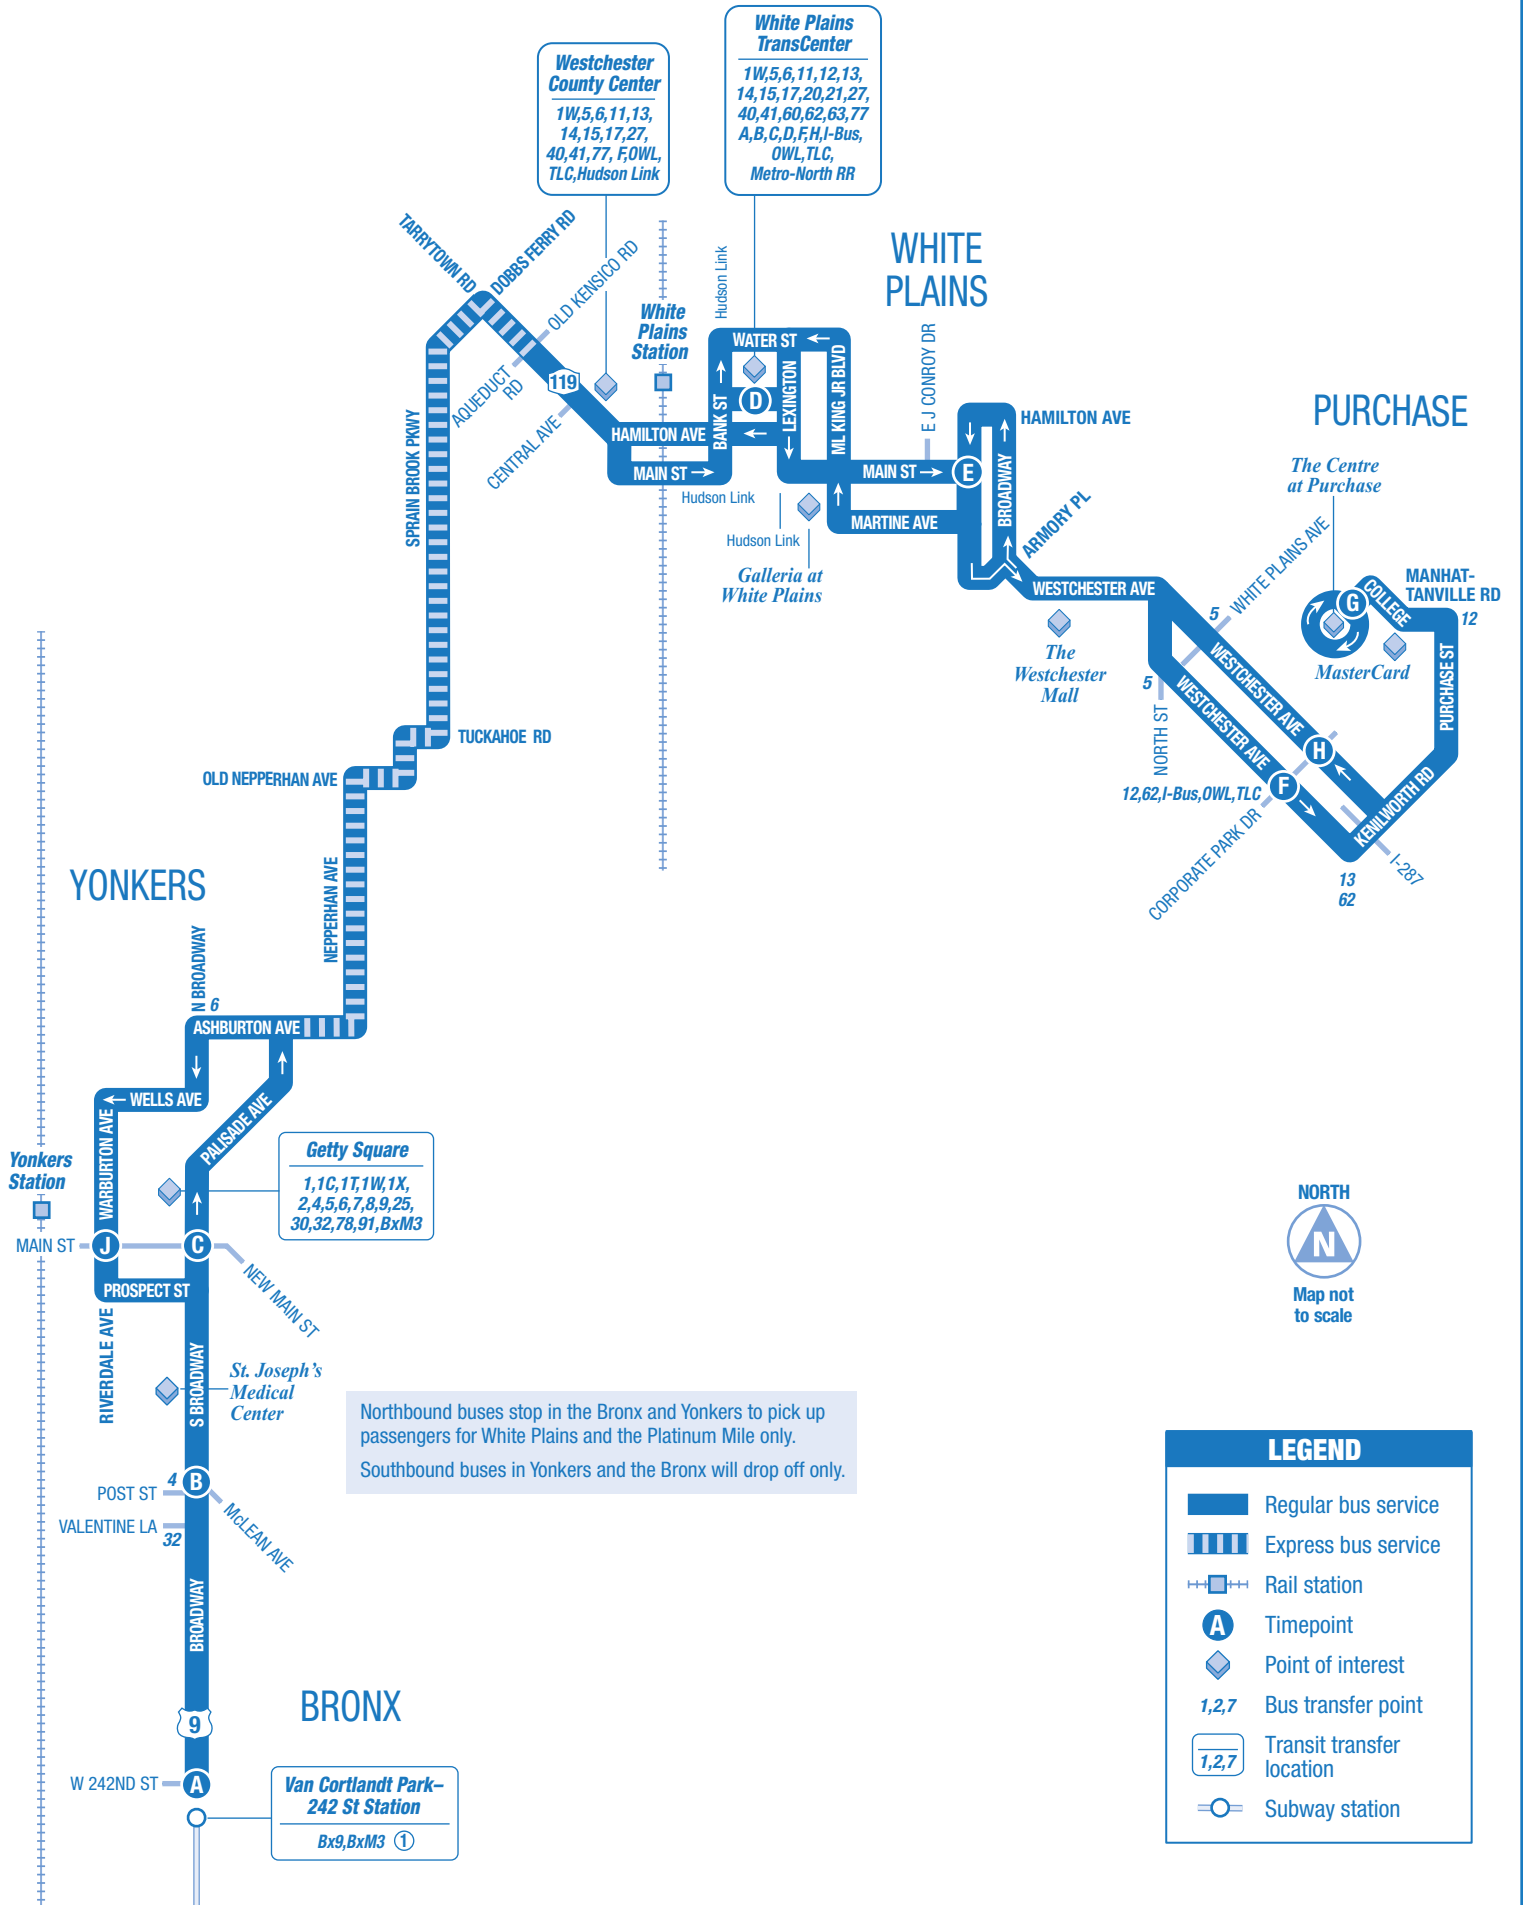 White Plains
TransCenter
1W,5,6,11,12,13,
14,15,17,20,21,27,
40,41,60,62,63,77
A,B,C,D,F,H,I-Bus,
OWL,TLC,
Metro-North RR
Westchester
County Center
1W,5,6,11,13,
14,15,17,27,
40,41,77, F,OWL,
TLC,Hudson Link
TARRYTOWN RD
DOBBS FERRY RD
OLD KENSICO RD
AQUEDUCT
RD
119
CENTRAL AVE
White
Plains
Station
Hudson Link
WHITE
PLAINS
WATER ST
D
BANK ST
LEXINGTON
ML KING JR BLVD
HAMILTON AVE
MAIN ST
Hudson Link
Hudson Link
Galleria at
White Plains
MAIN ST
E J CONROY DR
E
MARTINE AVE
BROADWAY
HAMILTON AVE
ARMORY PL
WESTCHESTER AVE
The
Westchester
Mall
PURCHASE
The Centre
at Purchase
WHITE PLAINS AVE
5
5
NORTH ST
12,62,I-Bus,OWL,TLC
WESTCHESTER AVE
WESTCHESTER AVE
H
F
CORPORATE PARK DR
G
COLLEGE
MANHAT-
TANVILLE RD
12
MasterCard
PURCHASE ST
KENILWORTH RD
I-287
13
62
SPRAIN BROOK PKWY
TUCKAHOE RD
OLD NEPPERHAN AVE
NEPPERHAN AVE
YONKERS
N BROADWAY
6
ASHBURTON AVE
WELLS AVE
WARBURTON AVE
PALISADE AVE
Yonkers
Station
Getty Square
1,1C,1T,1W,1X,
2,4,5,6,7,8,9,25,
30,32,78,91,BxM3
MAIN ST
J
C
NEW MAIN ST
PROSPECT ST
RIVERDALE AVE
S BROADWAY
St. Joseph’s
Medical
Center
Northbound buses stop in the Bronx and Yonkers to pick up
passengers for White Plains and the Platinum Mile only.
Southbound buses in Yonkers and the Bronx will drop off only.
4
B
POST ST
VALENTINE LA
32
McLEAN AVE
BROADWAY
BRONX
9
W 242ND ST
A
Van Cortlandt Park–
242 St Station
Bx9,BxM3 1
NORTH
N
Map not
to scale
LEGEND
Regular bus service
Express bus service
Rail station
A Timepoint
Point of interest
1,2,7 Bus transfer point
1,2,7 Transit transfer
location
Subway station